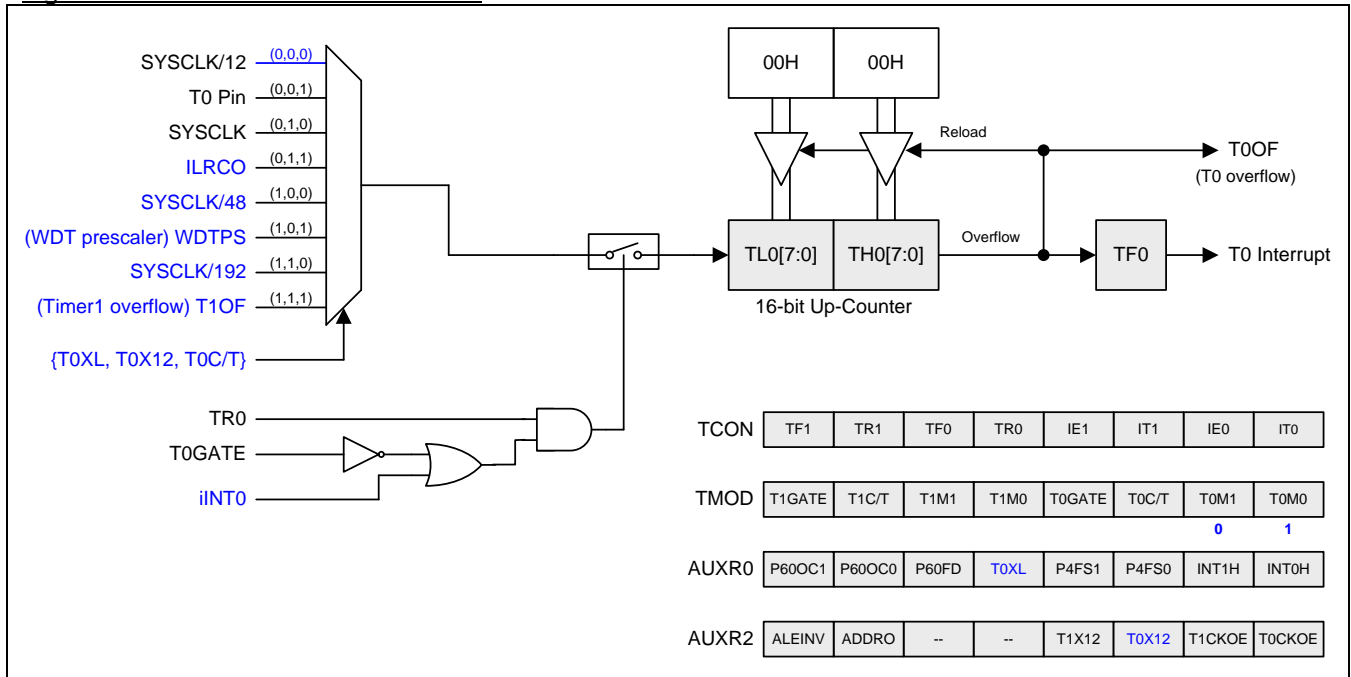 SYSCLK/12 (0,0,0)
T0 Pin (0,0,1)
SYSCLK (0,1,0)
ILRCO (0,1,1)
SYSCLK/48 (1,0,0)
(WDT prescaler) WDTPS (1,0,1)
SYSCLK/192 (1,1,0)
(Timer1 overflow) T1OF (1,1,1)
{T0XL, T0X12, T0C/T}
TR0
T0GATE
iINT0
00H 00H
Reload
T0OF
(T0 overflow)
TL0[7:0] TH0[7:0] Overflow TF0 T0 Interrupt
16-bit Up-Counter
TCON TF1 TR1 TF0 TR0 IE1 IT1 IE0 IT0
TMOD T1GATE T1C/T T1M1 T1M0 T0GATE T0C/T T0M1 T0M0
0 1
AUXR0 P60OC1 P60OC0 P60FD T0XL P4FS1 P4FS0 INT1H INT0H
AUXR2 ALEINV ADDRO -- -- T1X12 T0X12 T1CKOE T0CKOE